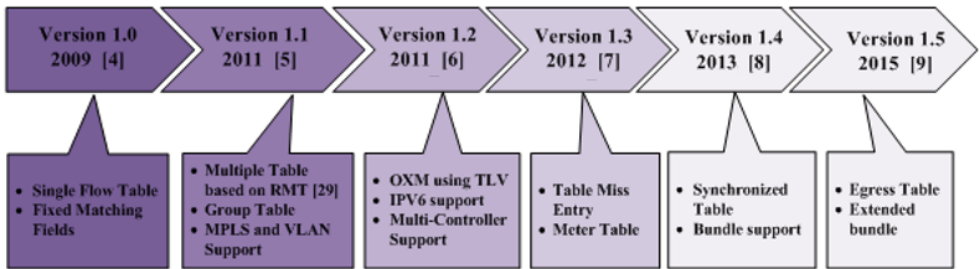 Version 1.0
2009 [4]
Version 1.1
2011 [5]
Version 1.2
2011 [6]
Version 1.3
2012 [7]
Version 1.4
2013 [8]
Version 1.5
2015 [9]
• Single Flow Table
• Fixed Matching
Fields
• Multiple Table
based on RMT [29]
• Group Table
• MPLS and VLAN
Support
• OXM using TLV
• IPV6 support
• Multi-Controller
Support
• Table Miss
Entry
• Meter Table
• Synchronized
Table
• Bundle support
• Egress Table
• Extended
bundle